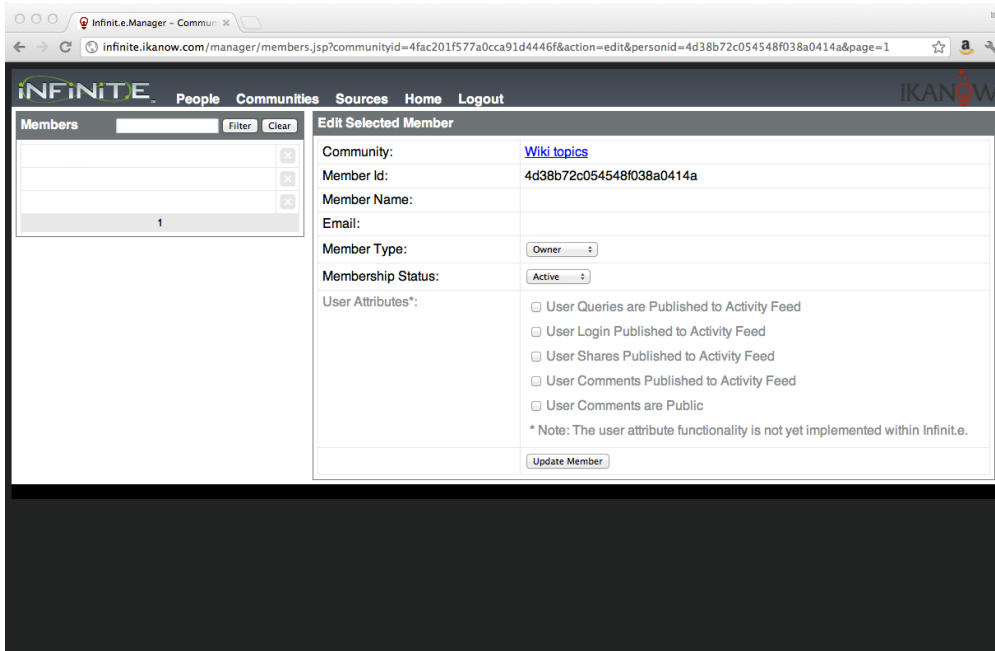 Infinit.e.Manager – Commun
infinite.ikanow.com/manager/members.jsp?communityid=4fac201f577a0cca91d4446f&action=edit&personid=4d38b72c054548f038a0414a&page=1
iNFiNiT.E People Communities Sources Home Logout IKANOW
Members Filter Clear
1
Edit Selected Member
Community: Wiki topics
Member Id: 4d38b72c054548f038a0414a
Member Name:
Email:
Member Type: Owner
Membership Status: Active
User Attributes*:
User Queries are Published to Activity Feed
User Login Published to Activity Feed
User Shares Published to Activity Feed
User Comments Published to Activity Feed
User Comments are Public
* Note: The user attribute functionality is not yet implemented within Infinit.e.
Update Member